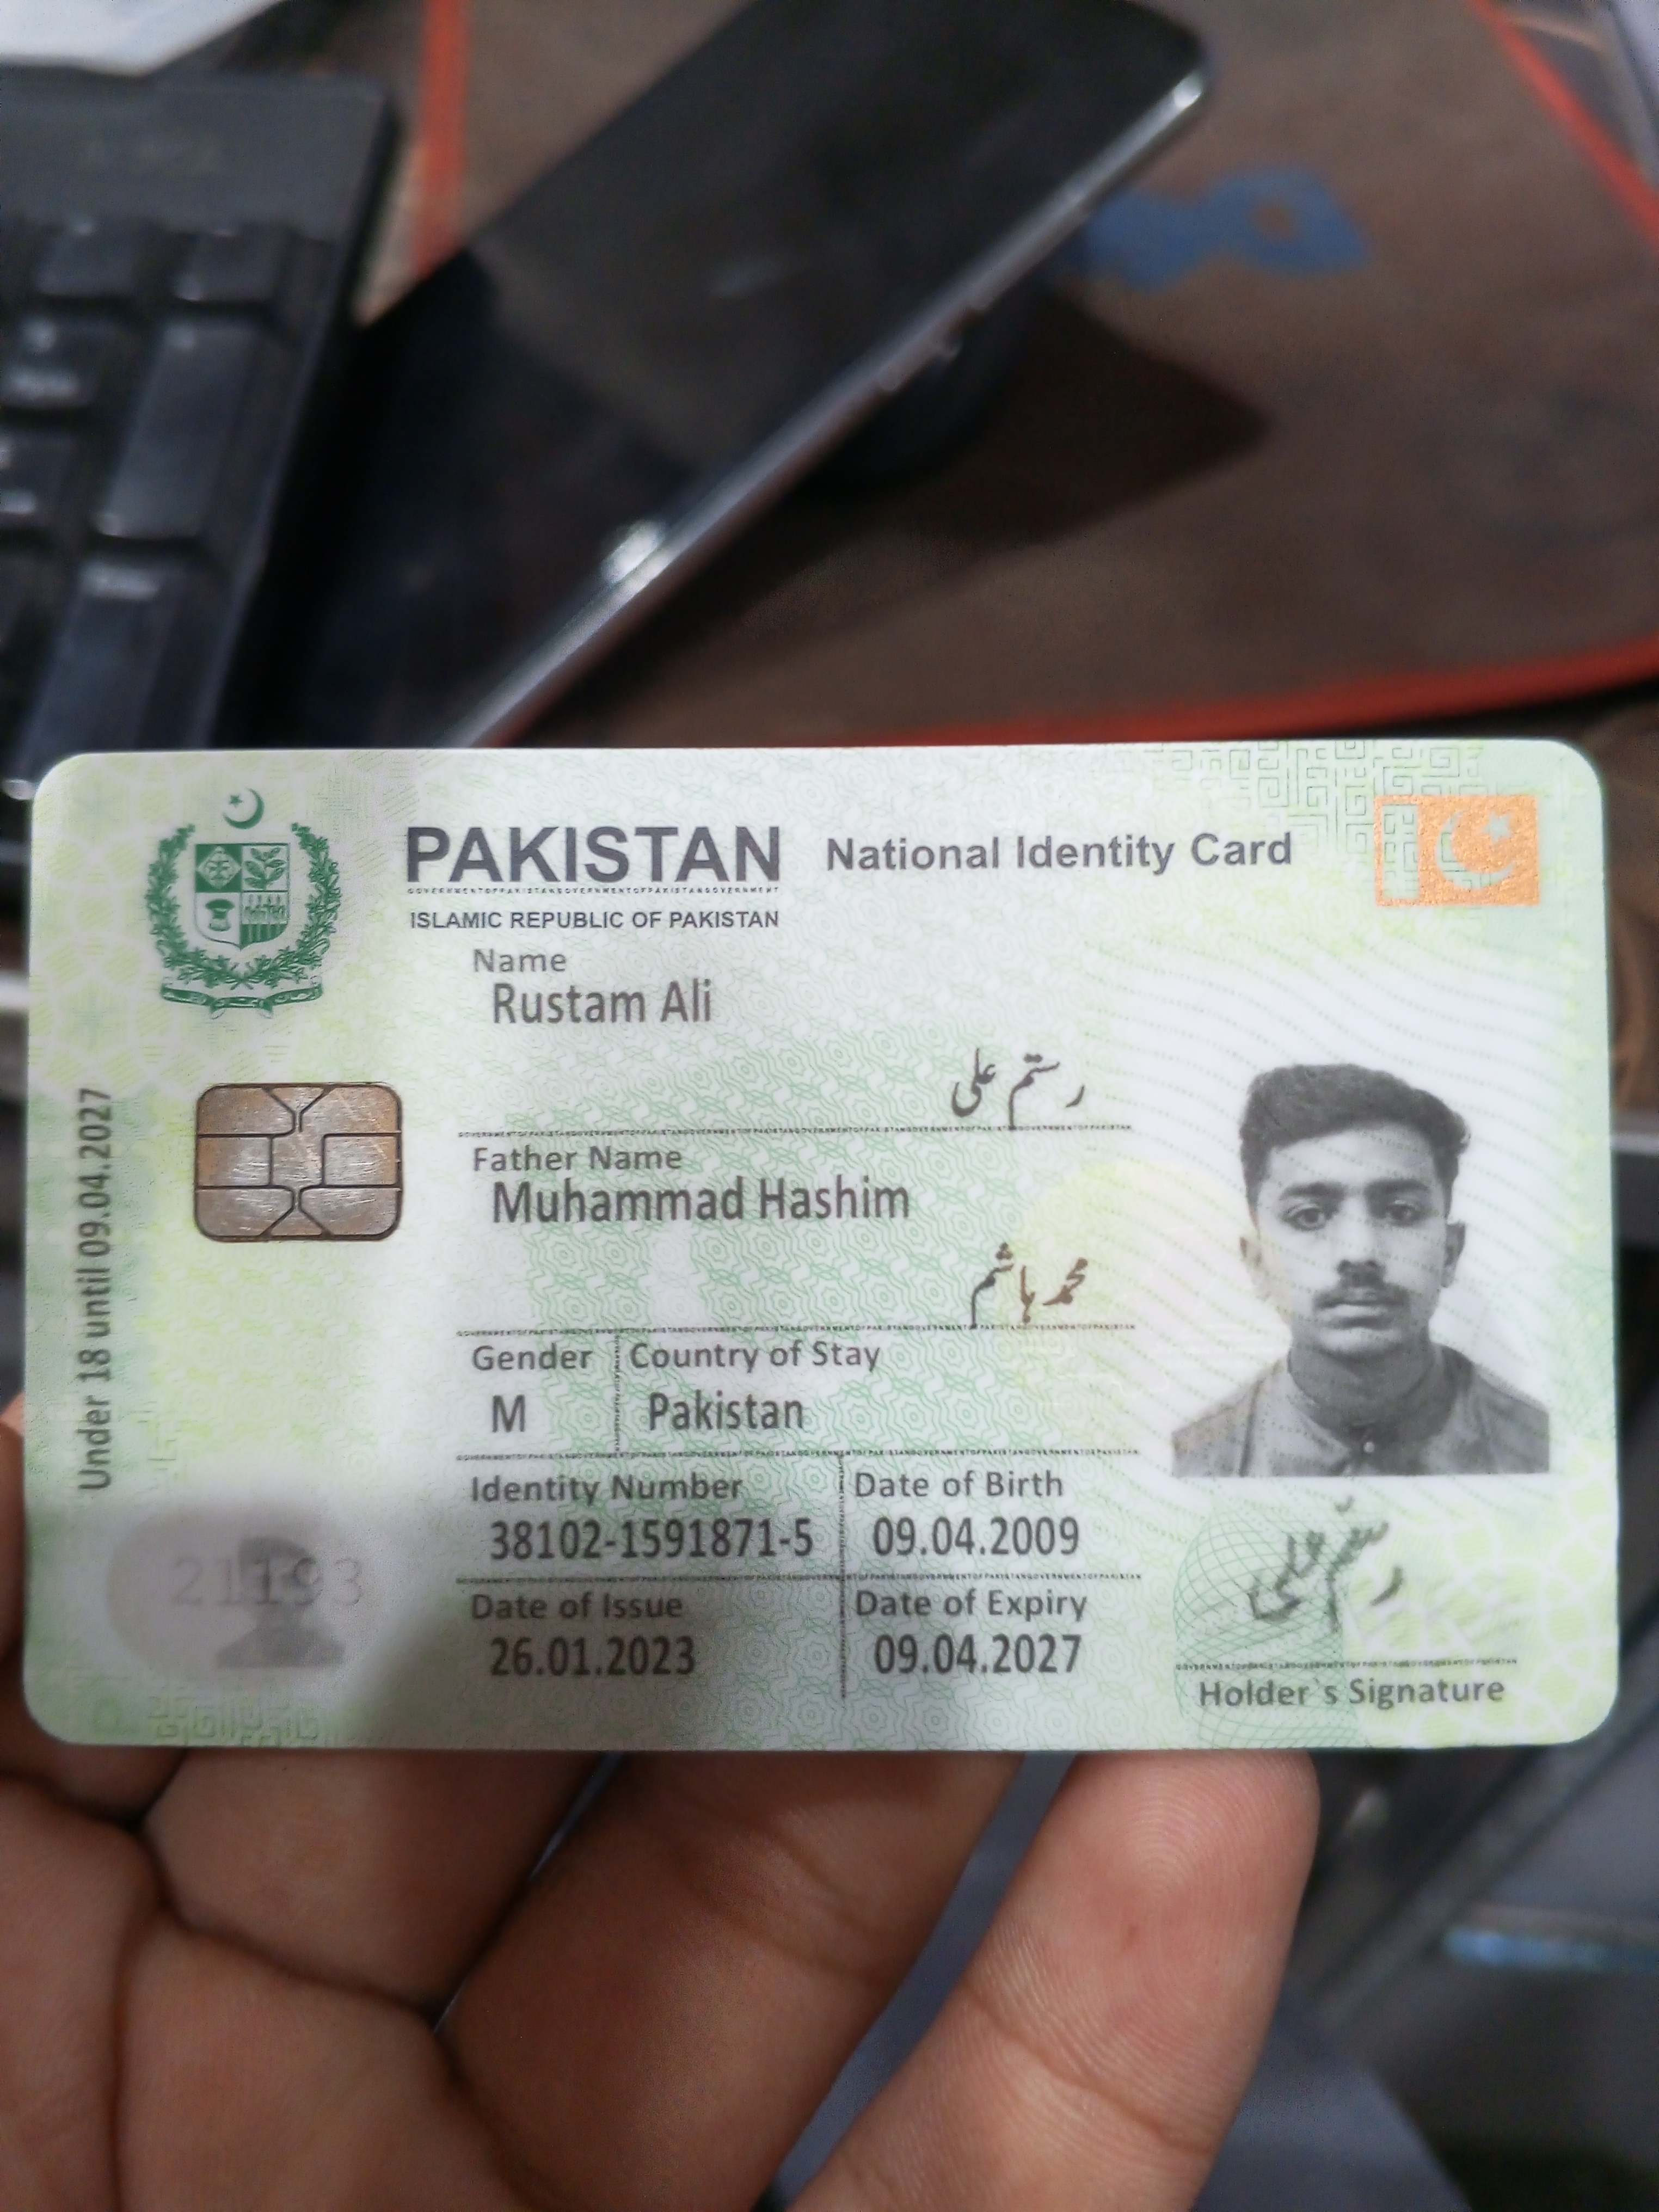 PAKISTAN National Identity Card
ISLAMIC REPUBLIC OF PAKISTAN
Name
Rustam Ali
رستم علی
Father Name
Muhammad Hashim
محمد ہاشم
Gender Country of Stay
M Pakistan
Identity Number Date of Birth
38102-1591871-5 09.04.2009
Date of Issue Date of Expiry
26.01.2023 09.04.2027
رستم علی
Holder`s Signature
Under 18 until 09.04.2027
21193